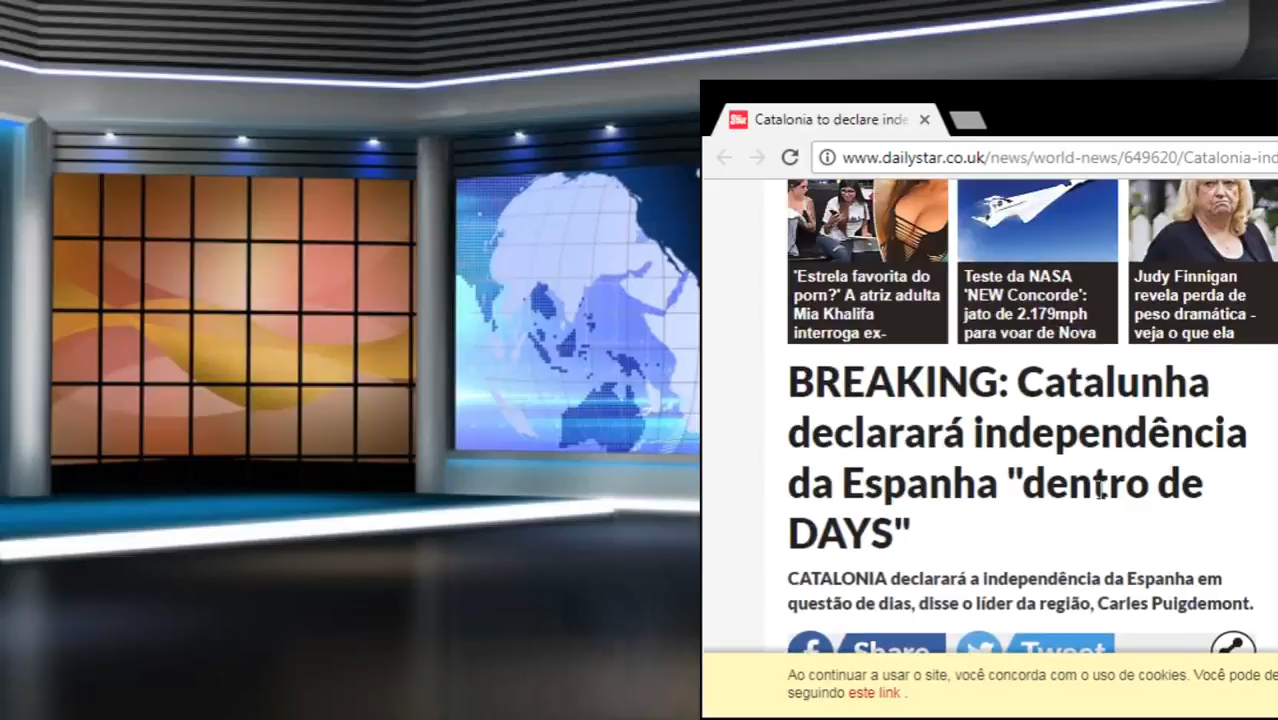 Star
Catalonia to declare inde
www.dailystar.co.uk/news/world-news/649620/Catalonia-ind
'Estrela favorita do
porn?' A atriz adulta
Mia Khalifa
interroga ex-
Teste da NASA
'NEW Concorde':
jato de 2.179mph
para voar de Nova
Judy Finnigan
revela perda de
peso dramática -
veja o que ela
BREAKING: Catalunha
declarará independência
da Espanha "dentro de
DAYS"
CATALONIA declarará a independência da Espanha em
questão de dias, disse o líder da região, Carles Puigdemont.
Share
Tweet
Ao continuar a usar o site, você concorda com o uso de cookies. Você pode de
seguindo este link .